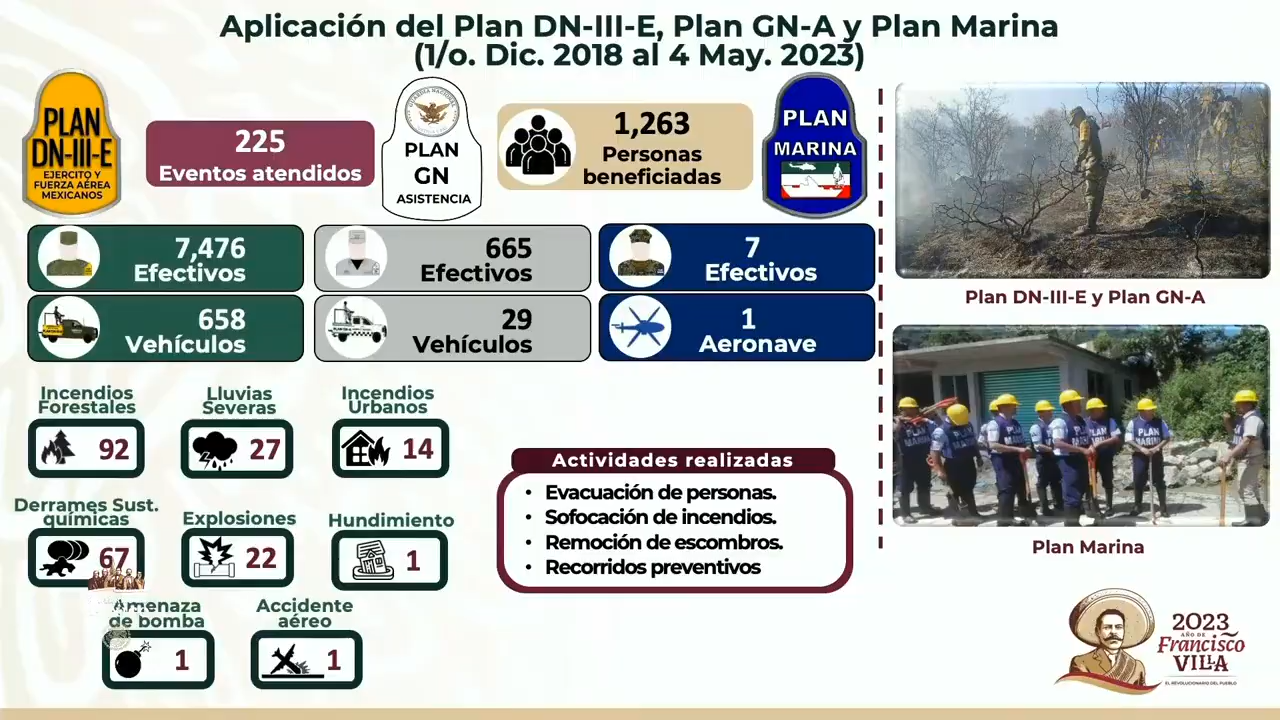 Aplicación del Plan DN-III-E, Plan GN-A y Plan Marina
(1/o. Dic. 2018 al 4 May. 2023)
PLAN
DN-III-E
EJERCITO Y
FUERZA AÉREA
MEXICANOS
225
Eventos atendidos
GUARDIA NACIONAL
PLAN
GN
ASISTENCIA
1,263
Personas
beneficiadas
PLAN
MARINA
7,476
Efectivos
665
Efectivos
7
Efectivos
658
Vehículos
29
Vehículos
1
Aeronave
Incendios
Forestales
92
Lluvias
Severas
27
Incendios
Urbanos
14
Derrames Sust.
químicas
67
Explosiones
22
Hundimiento
1
Amenaza
de bomba
1
Accidente
aéreo
1
Actividades realizadas
• Evacuación de personas.
• Sofocación de incendios.
• Remoción de escombros.
• Recorridos preventivos
Plan DN-III-E y Plan GN-A
PLAN
MARINA
Plan Marina
2023
AÑO DE
Francisco
VILLA
EL REVOLUCIONARIO DEL PUEBLO